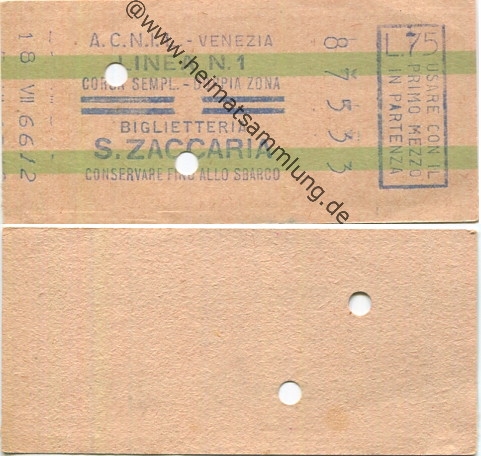 A.C.N.I. - VENEZIA
LINEA N.1
CORSA SEMPL. - DOPPIA ZONA
BIGLIETTERIA
S. ZACCARIA
CONSERVARE FINO ALLO SBARCO
18 VII 66/2
87533
L 75
USARE CON IL
PRIMO MEZZO
IN PARTENZA
@www.heimatsammlung.de